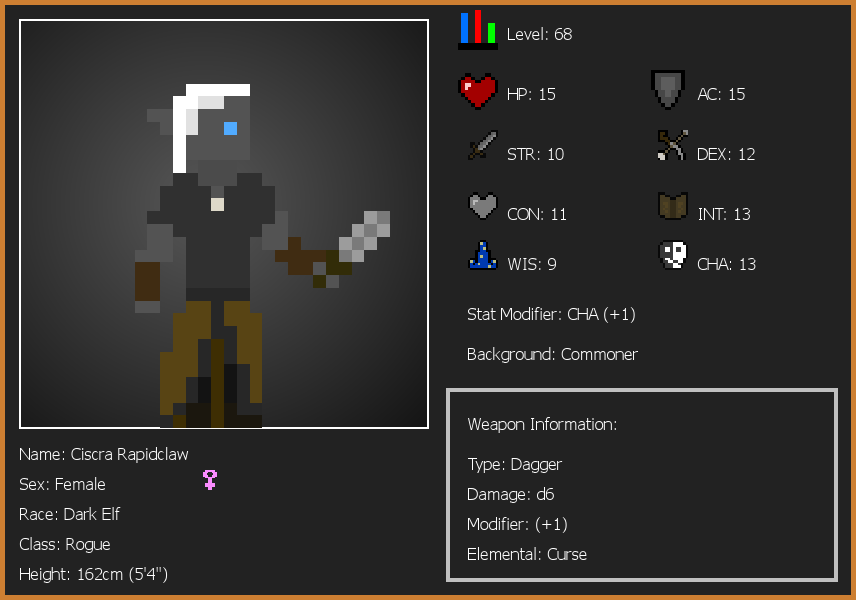 Level: 68
HP: 15
AC: 15
STR: 10
DEX: 12
CON: 11
INT: 13
WIS: 9
CHA: 13
Stat Modifier: CHA (+1)
Background: Commoner
Weapon Information:
Type: Dagger
Damage: d6
Modifier: (+1)
Elemental: Curse
Name: Ciscra Rapidclaw
Sex: Female
Race: Dark Elf
Class: Rogue
Height: 162cm (5'4")